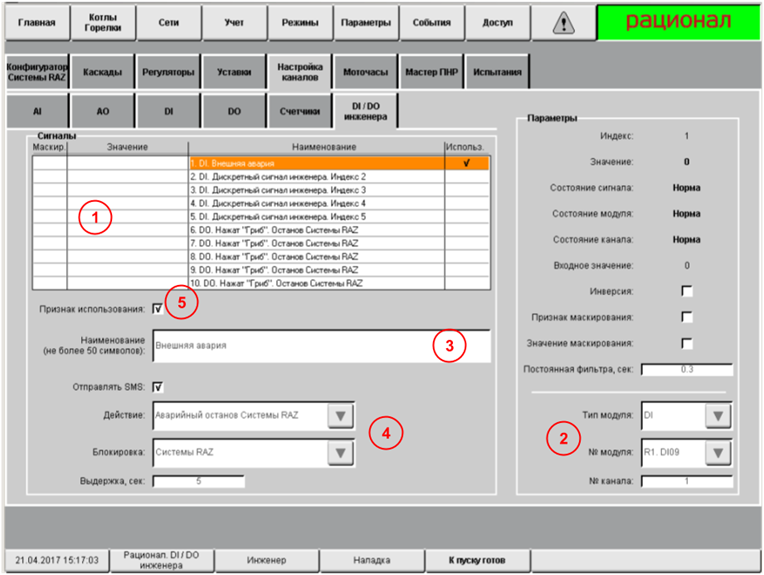 Главная
Котлы
Горелки
Сети
Учет
Режимы
Параметры
События
Доступ
рационал
Конфигуратор
Системы RAZ
Каскады
Регуляторы
Уставки
Настройка
каналов
Моточасы
Мастер ПНР
Испытания
AI
AO
DI
DO
Счетчики
DI / DO
инженера
Сигналы
Маскир. Значение Наименование Использ.
1. DI. Внешняя авария √
2. DI. Дискретный сигнал инженера. Индекс 2
3. DI. Дискретный сигнал инженера. Индекс 3
4. DI. Дискретный сигнал инженера. Индекс 4
5. DI. Дискретный сигнал инженера. Индекс 5
6. DO. Нажат "Гриб". Останов Системы RAZ
7. DO. Нажат "Гриб". Останов Системы RAZ
8. DO. Нажат "Гриб". Останов Системы RAZ
9. DO. Нажат "Гриб". Останов Системы RAZ
10. DO. Нажат "Гриб". Останов Системы RAZ
1
Признак использования: √ 5
Наименование
(не более 50 символов): Внешняя авария 3
Отправлять SMS: √
Действие: Аварийный останов Системы RAZ
4
Блокировка: Системы RAZ
Выдержка, сек: 5
Параметры
Индекс: 1
Значение: 0
Состояние сигнала: Норма
Состояние модуля: Норма
Состояние канала: Норма
Входное значение: 0
Инверсия:
Признак маскирования:
Значение маскирования:
Постоянная фильтра, сек: 0.3
Тип модуля: DI
2
№ модуля: R1. DI09
№ канала: 1
21.04.2017 15:17:03
Рационал. DI / DO
инженера
Инженер
Наладка
К пуску готов